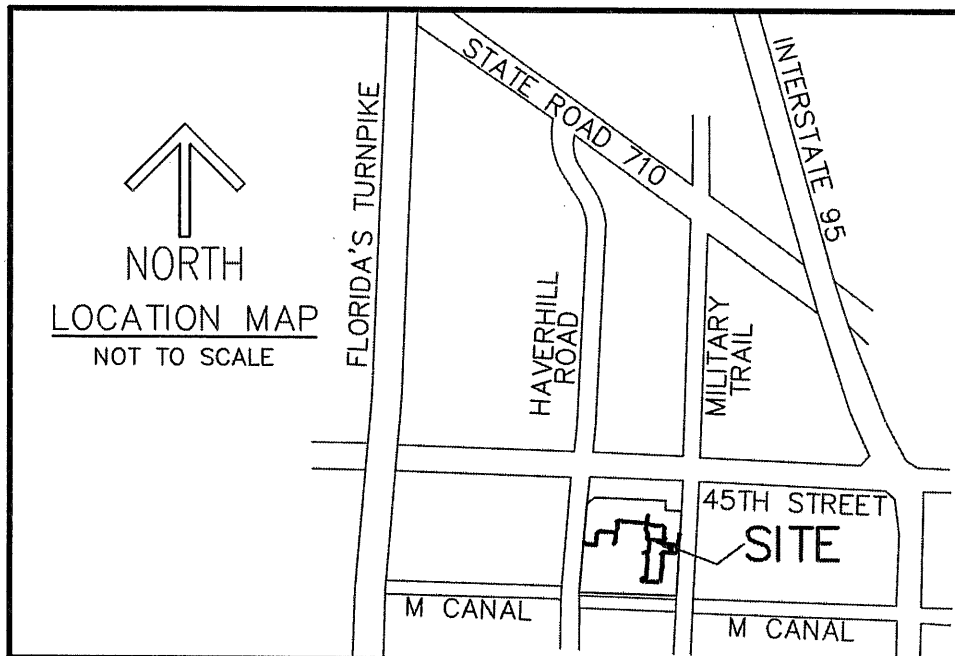 NORTH
LOCATION MAP
NOT TO SCALE
FLORIDA'S TURNPIKE
STATE ROAD 710
INTERSTATE 95
HAVERHILL
ROAD
MILITARY
TRAIL
45TH STREET
SITE
M CANAL
M CANAL